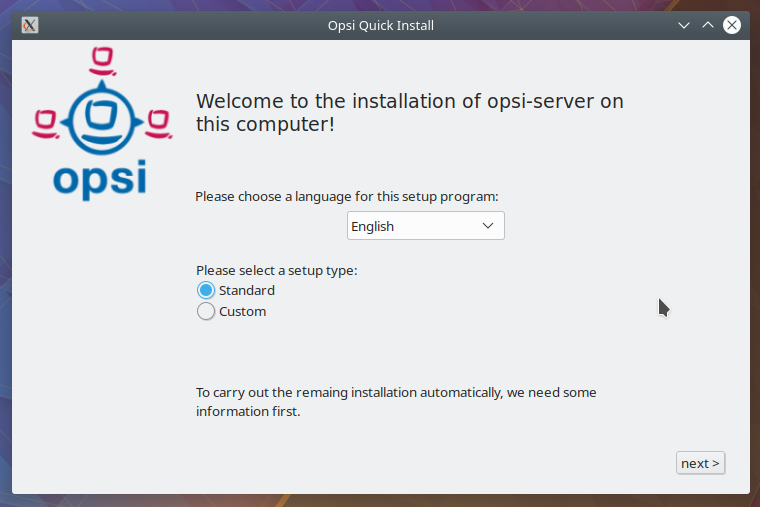 Opsi Quick Install
opsi
Welcome to the installation of opsi-server on
this computer!
Please choose a language for this setup program:
English
Please select a setup type:
Standard
Custom
To carry out the remaing installation automatically, we need some
information first.
next >